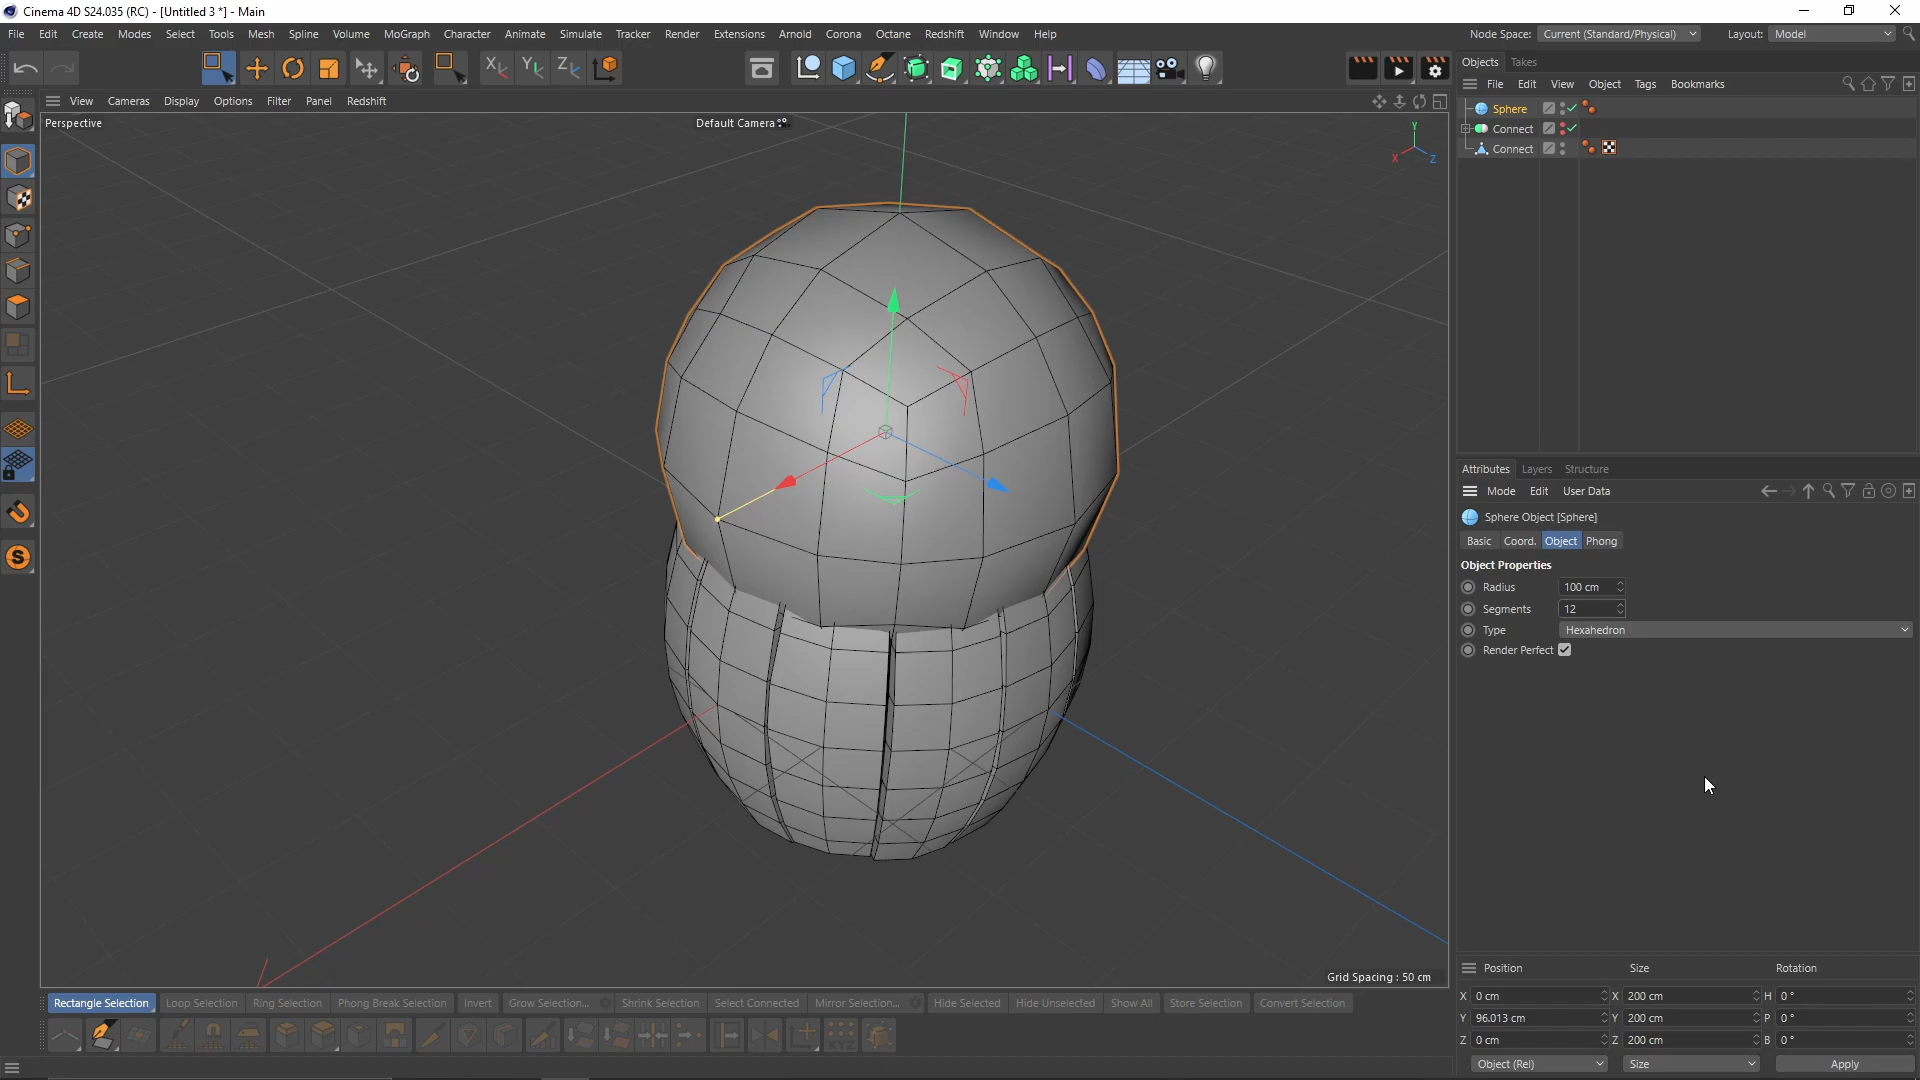 Cinema 4D S24.035 (RC) - [Untitled 3 *] - Main
File Edit Create Modes Select Tools Mesh Spline Volume MoGraph Character Animate Simulate Tracker Render Extensions Arnold Corona Octane Redshift Window Help
Node Space: Current (Standard/Physical) Layout: Model
X Y Z
Objects Takes
File Edit View Object Tags Bookmarks
View Cameras Display Options Filter Panel Redshift
Perspective
Default Camera
Y
X Z
Sphere
Connect
Connect
Attributes Layers Structure
Mode Edit User Data
Sphere Object [Sphere]
Basic Coord. Object Phong
Object Properties
Radius 100 cm
Segments 12
Type Hexahedron
Render Perfect
Grid Spacing : 50 cm
Position Size Rotation
X 0 cm X 200 cm H 0 °
Y 96.013 cm Y 200 cm P 0 °
Z 0 cm Z 200 cm B 0 °
Object (Rel) Size Apply
Rectangle Selection Loop Selection Ring Selection Phong Break Selection Invert Grow Selection... Shrink Selection Select Connected Mirror Selection... Hide Selected Hide Unselected Show All Store Selection Convert Selection
XYZ